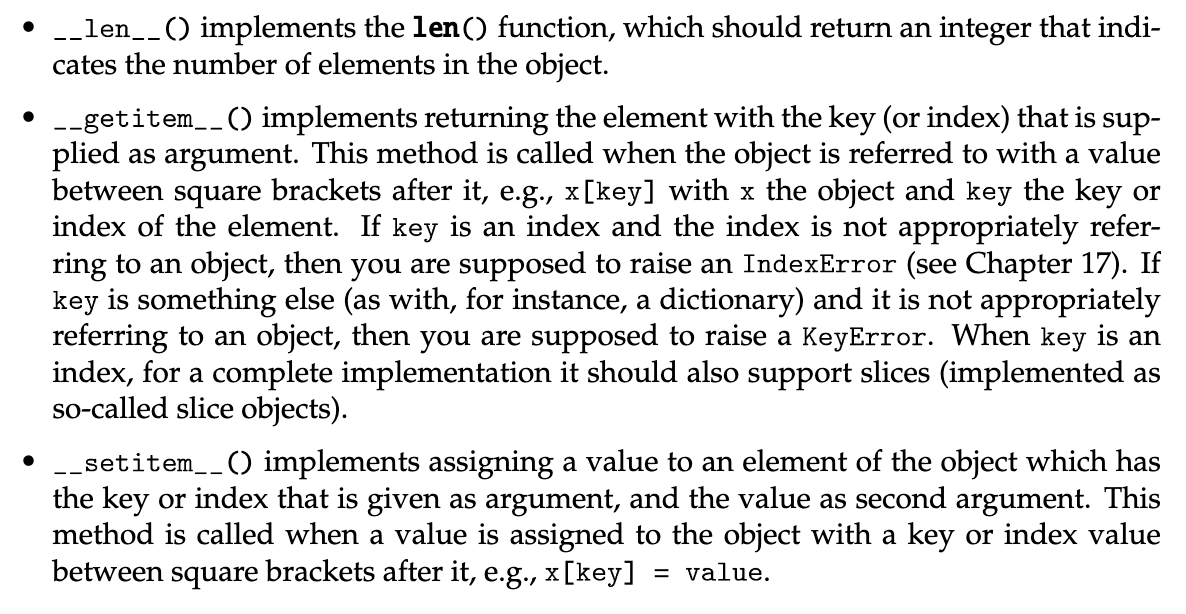 • __len__() implements the len() function, which should return an integer that indi-
cates the number of elements in the object.
• __getitem__() implements returning the element with the key (or index) that is sup-
plied as argument. This method is called when the object is referred to with a value
between square brackets after it, e.g., x[key] with x the object and key the key or
index of the element. If key is an index and the index is not appropriately refer-
ring to an object, then you are supposed to raise an IndexError (see Chapter 17). If
key is something else (as with, for instance, a dictionary) and it is not appropriately
referring to an object, then you are supposed to raise a KeyError. When key is an
index, for a complete implementation it should also support slices (implemented as
so-called slice objects).
• __setitem__() implements assigning a value to an element of the object which has
the key or index that is given as argument, and the value as second argument. This
method is called when a value is assigned to the object with a key or index value
between square brackets after it, e.g., x[key] = value.